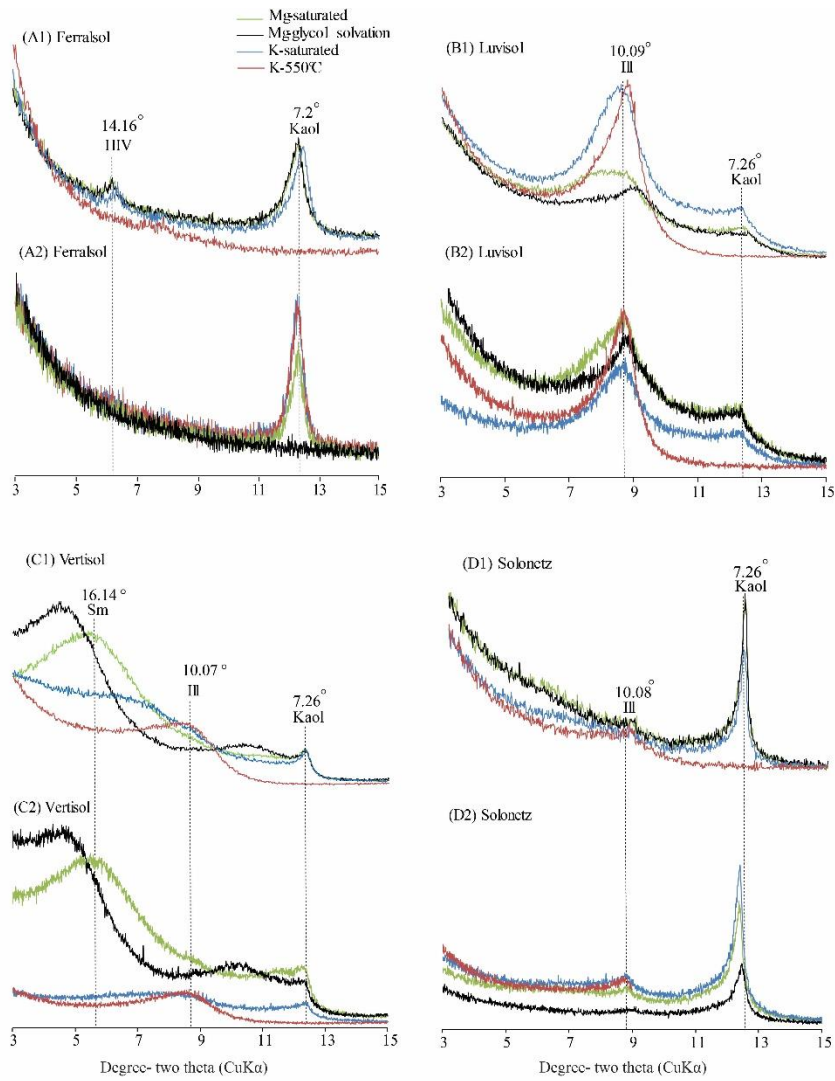 Mg-saturated
Mg-glycol solvation
K-saturated
K-550℃
(A1) Ferralsol
14.16°
HIV
7.2°
Kaol
(A2) Ferralsol
3 5 7 9 11 13 15
(B1) Luvisol
10.09°
Ill
7.26°
Kaol
(B2) Luvisol
3 5 7 9 11 13 15
(C1) Vertisol
16.14°
Sm
10.07°
Ill
7.26°
Kaol
(C2) Vertisol
3 5 7 9 11 13 15
Degree- two theta (CuKα)
(D1) Solonetz
7.26°
Kaol
10.08°
Ill
(D2) Solonetz
3 5 7 9 11 13 15
Degree- two theta (CuKα)